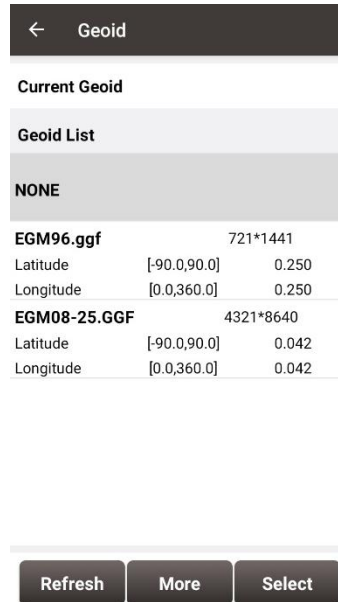 ← Geoid
Current Geoid
Geoid List
NONE
EGM96.ggf 721*1441
Latitude [-90.0,90.0] 0.250
Longitude [0.0,360.0] 0.250
EGM08-25.GGF 4321*8640
Latitude [-90.0,90.0] 0.042
Longitude [0.0,360.0] 0.042
Refresh More Select